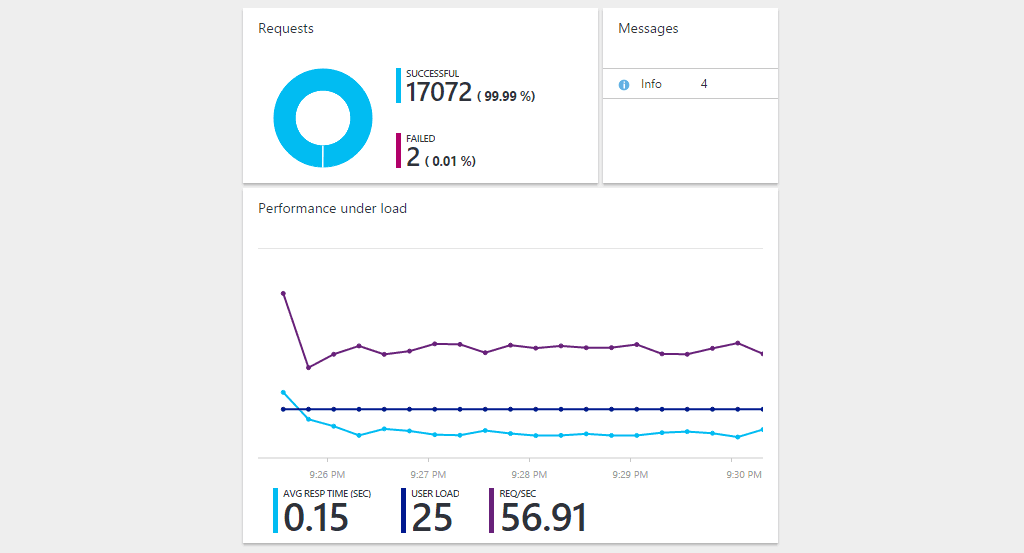 Requests
SUCCESSFUL
17072 ( 99.99 %)
FAILED
2 ( 0.01 %)
Messages
Info 4
Performance under load
9:26 PM 9:27 PM 9:28 PM 9:29 PM 9:30 PM
AVG RESP TIME (SEC) USER LOAD REQ/SEC
0.15 25 56.91